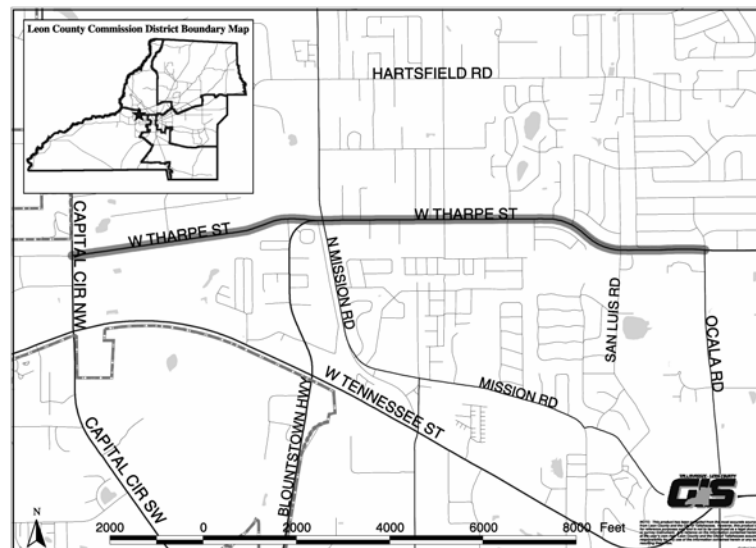 Leon County Commission District Boundary Map
HARTSFIELD RD
CAPITAL CIR NW
W THARPE ST
W THARPE ST
N MISSION RD
SAN LUIS RD
OCALA RD
W TENNESSEE ST
MISSION RD
BLOUNTSTOWN HWY
CAPITAL CIR SW
GIS
N
2000 0 2000 4000 6000 8000 Feet